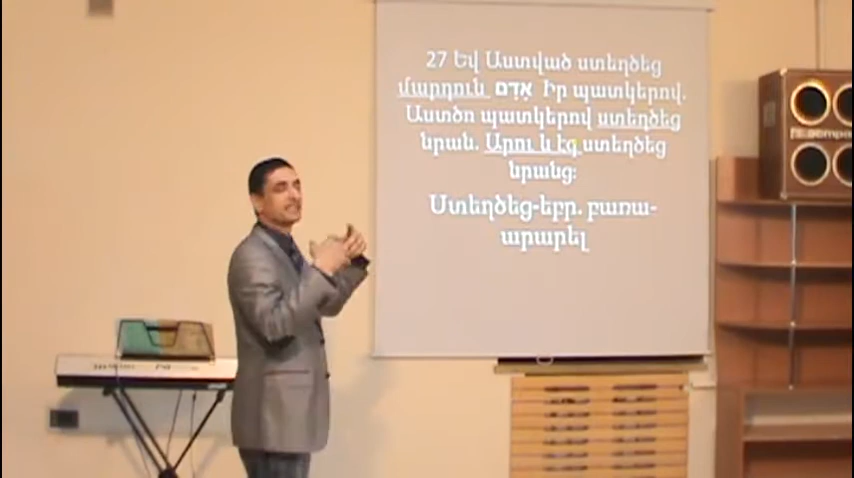 27 Եվ Աստված ստեղծեց
մարդուն אָדָם Իր պատկերով.
Աստծո պատկերով ստեղծեց
նրան. Արու և էգ ստեղծեց
նրանց:
Ստեղծեց-եբր. բառա-
արարել